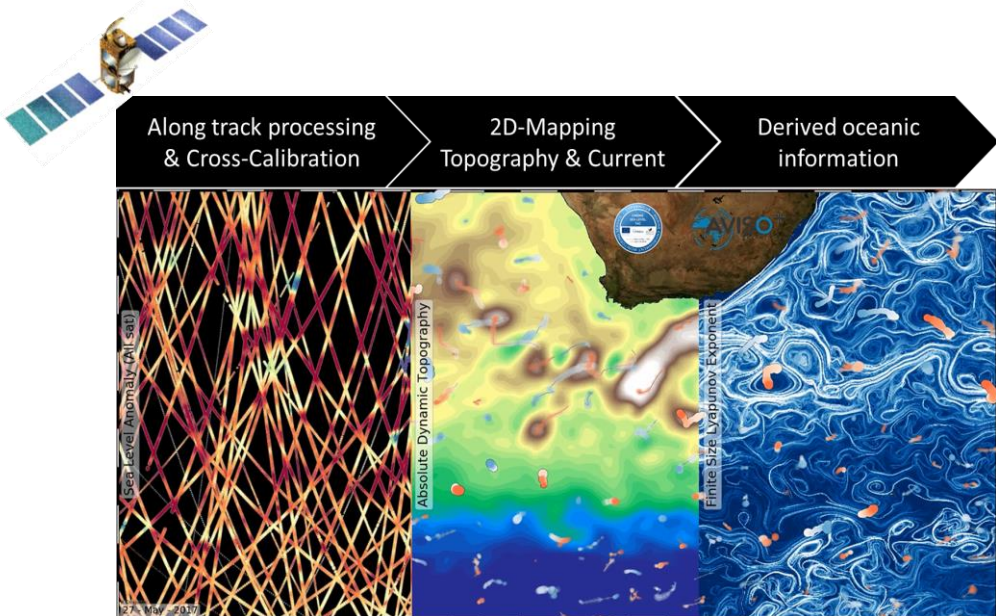 Along track processing
& Cross-Calibration
2D-Mapping
Topography & Current
Derived oceanic
information
Sea Level Anomaly (All sat)
Absolute Dynamic Topography
Finite Size Lyapunov Exponent
AVISO+
27 - May - 2017